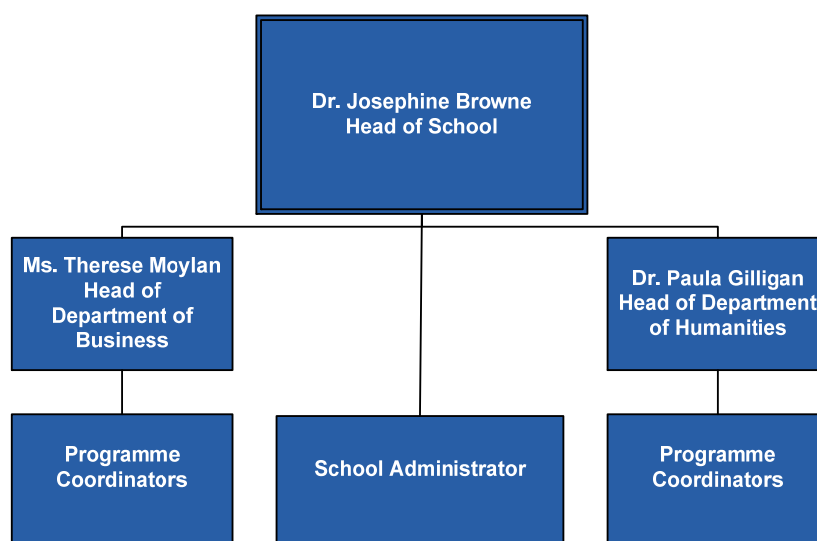 Dr. Josephine Browne
Head of School
Ms. Therese Moylan
Head of
Department of
Business
Dr. Paula Gilligan
Head of Department
of Humanities
Programme
Coordinators
School Administrator
Programme
Coordinators